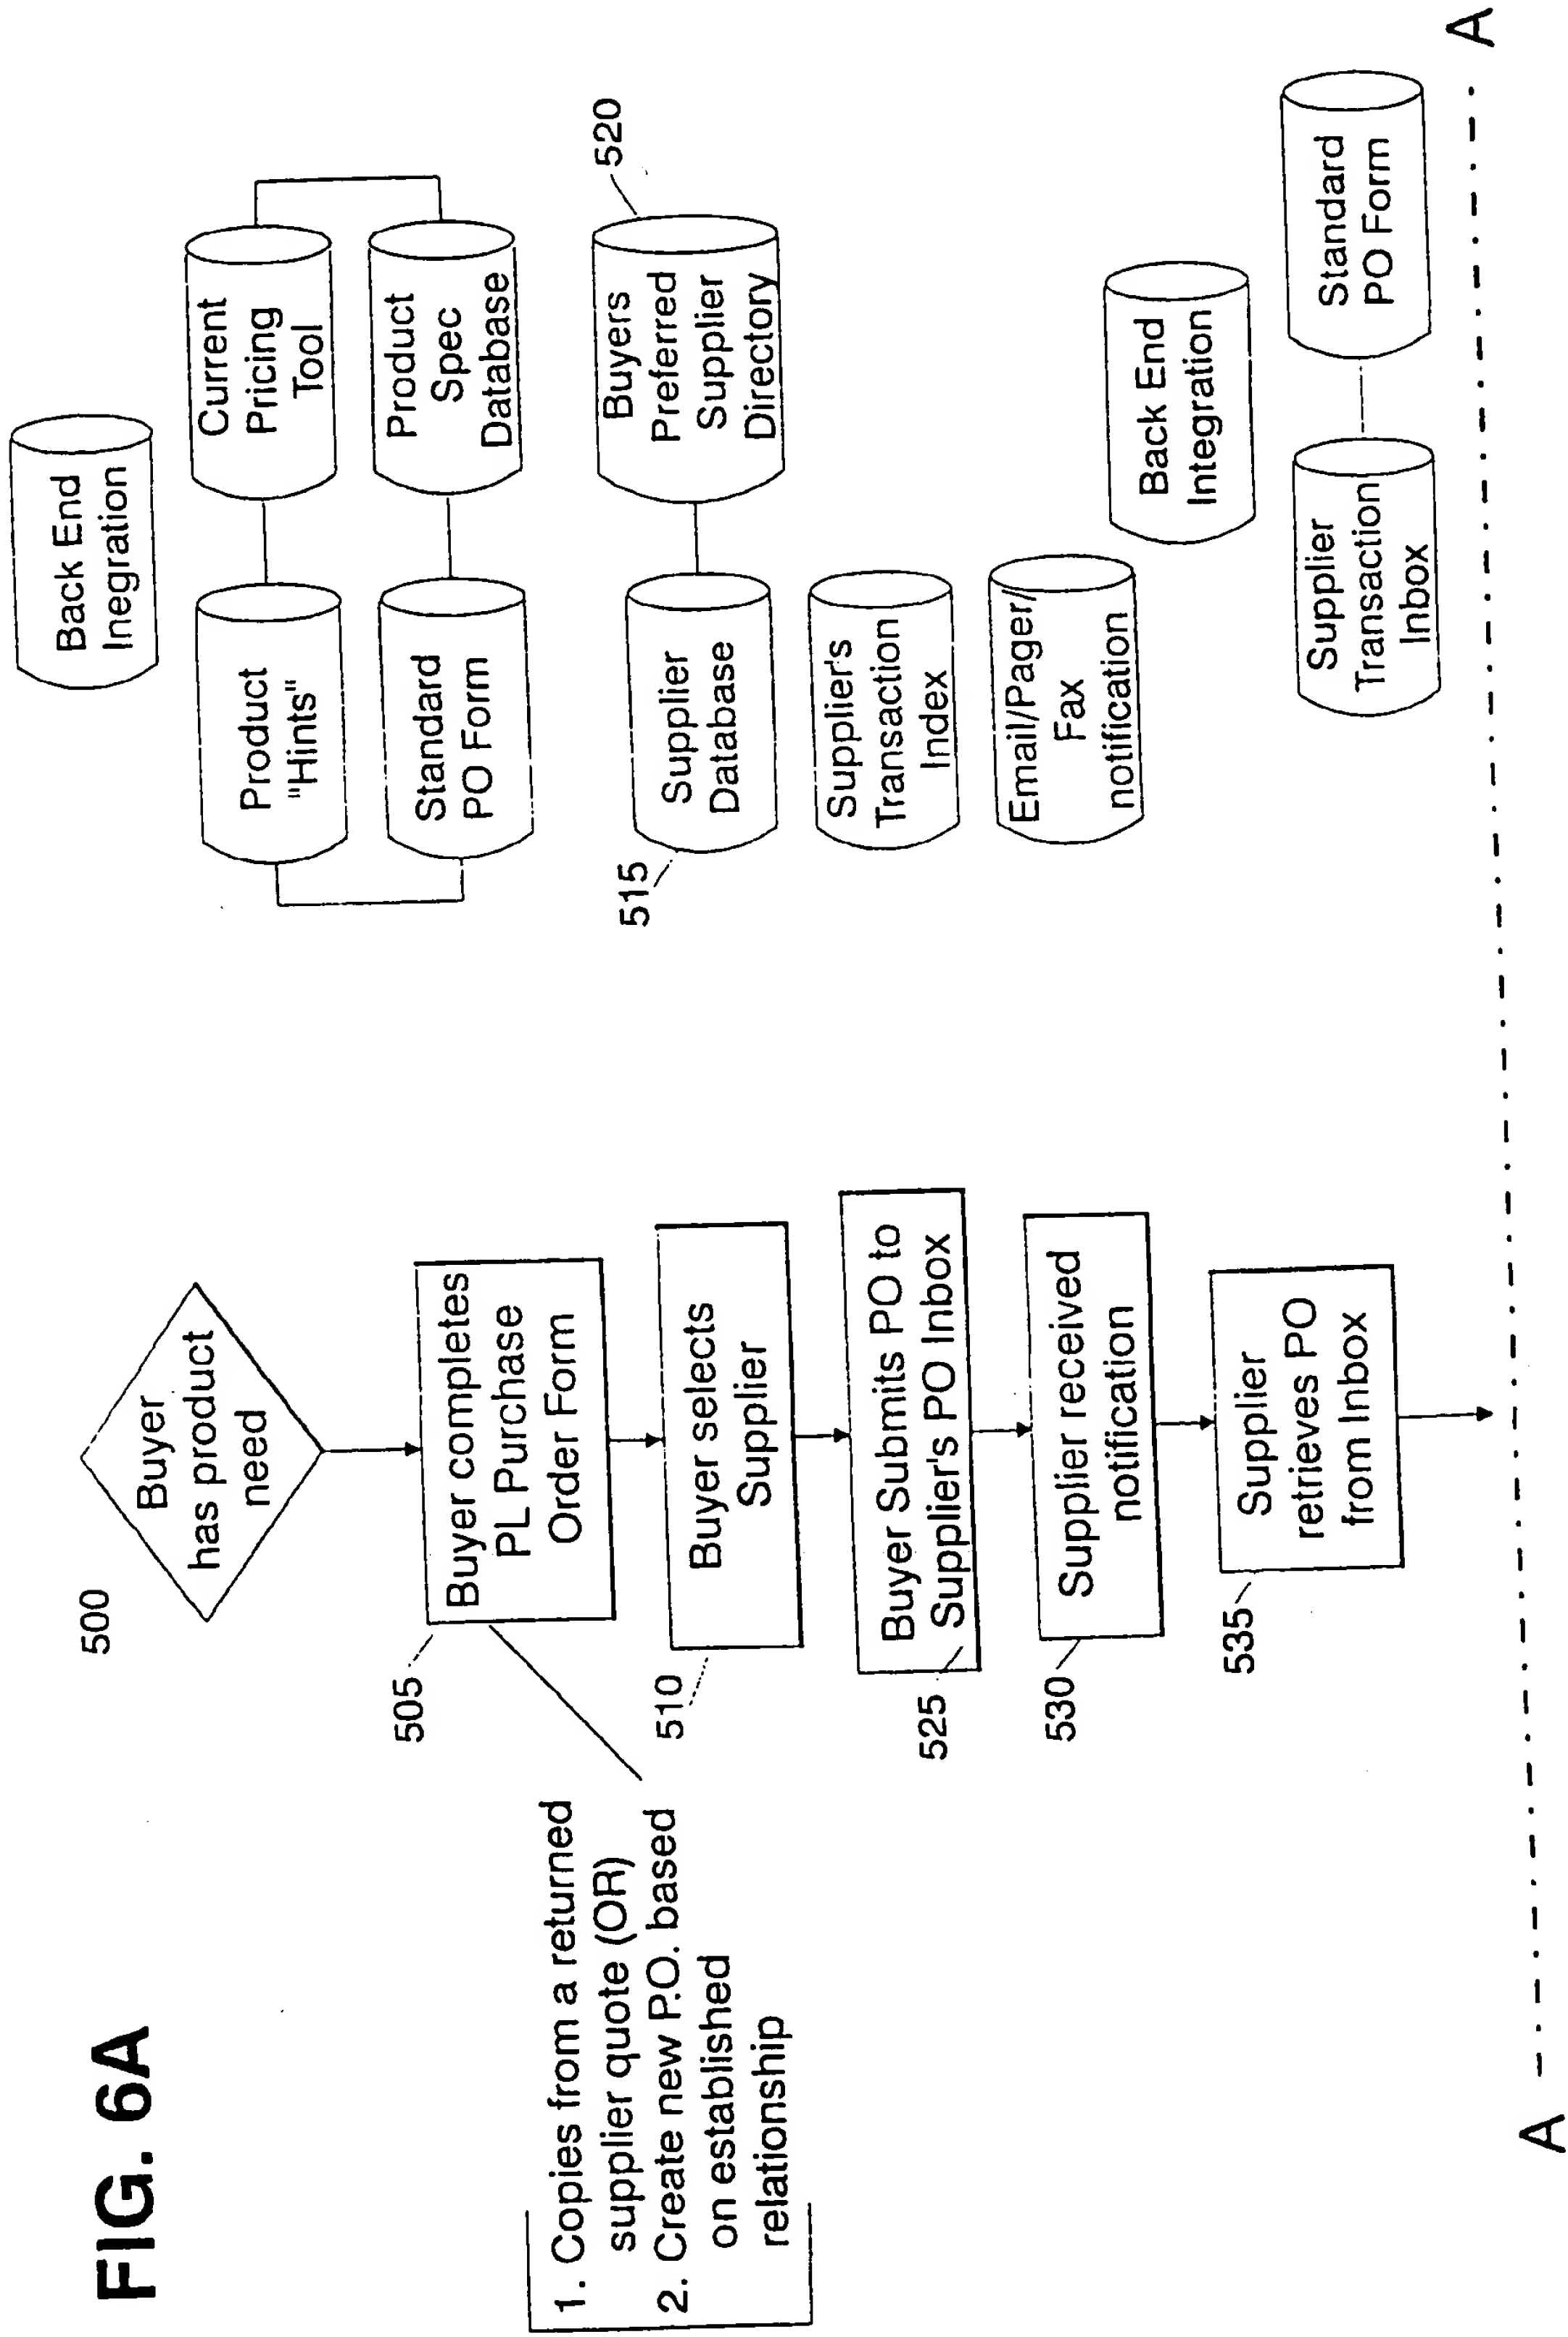 FIG. 6A
500
Buyer
has product
need
505
Buyer completes
PL Purchase
Order Form
1. Copies from a returned
supplier quote (OR)
2. Create new P.O. based
on established
relationship
510
Buyer selects
Supplier
525
Buyer Submits PO to
Supplier's PO Inbox
530
Supplier received
notification
535
Supplier
retrieves PO
from Inbox
Back End
Inegration
Product
"Hints"
Current
Pricing
Tool
Standard
PO Form
Product
Spec
Database
515
Supplier
Database
520
Buyers
Preferred
Supplier
Directory
Supplier's
Transaction
Index
Email/Pager/
Fax
notification
Back End
Integration
Supplier
Transaction
Inbox
Standard
PO Form
A
A